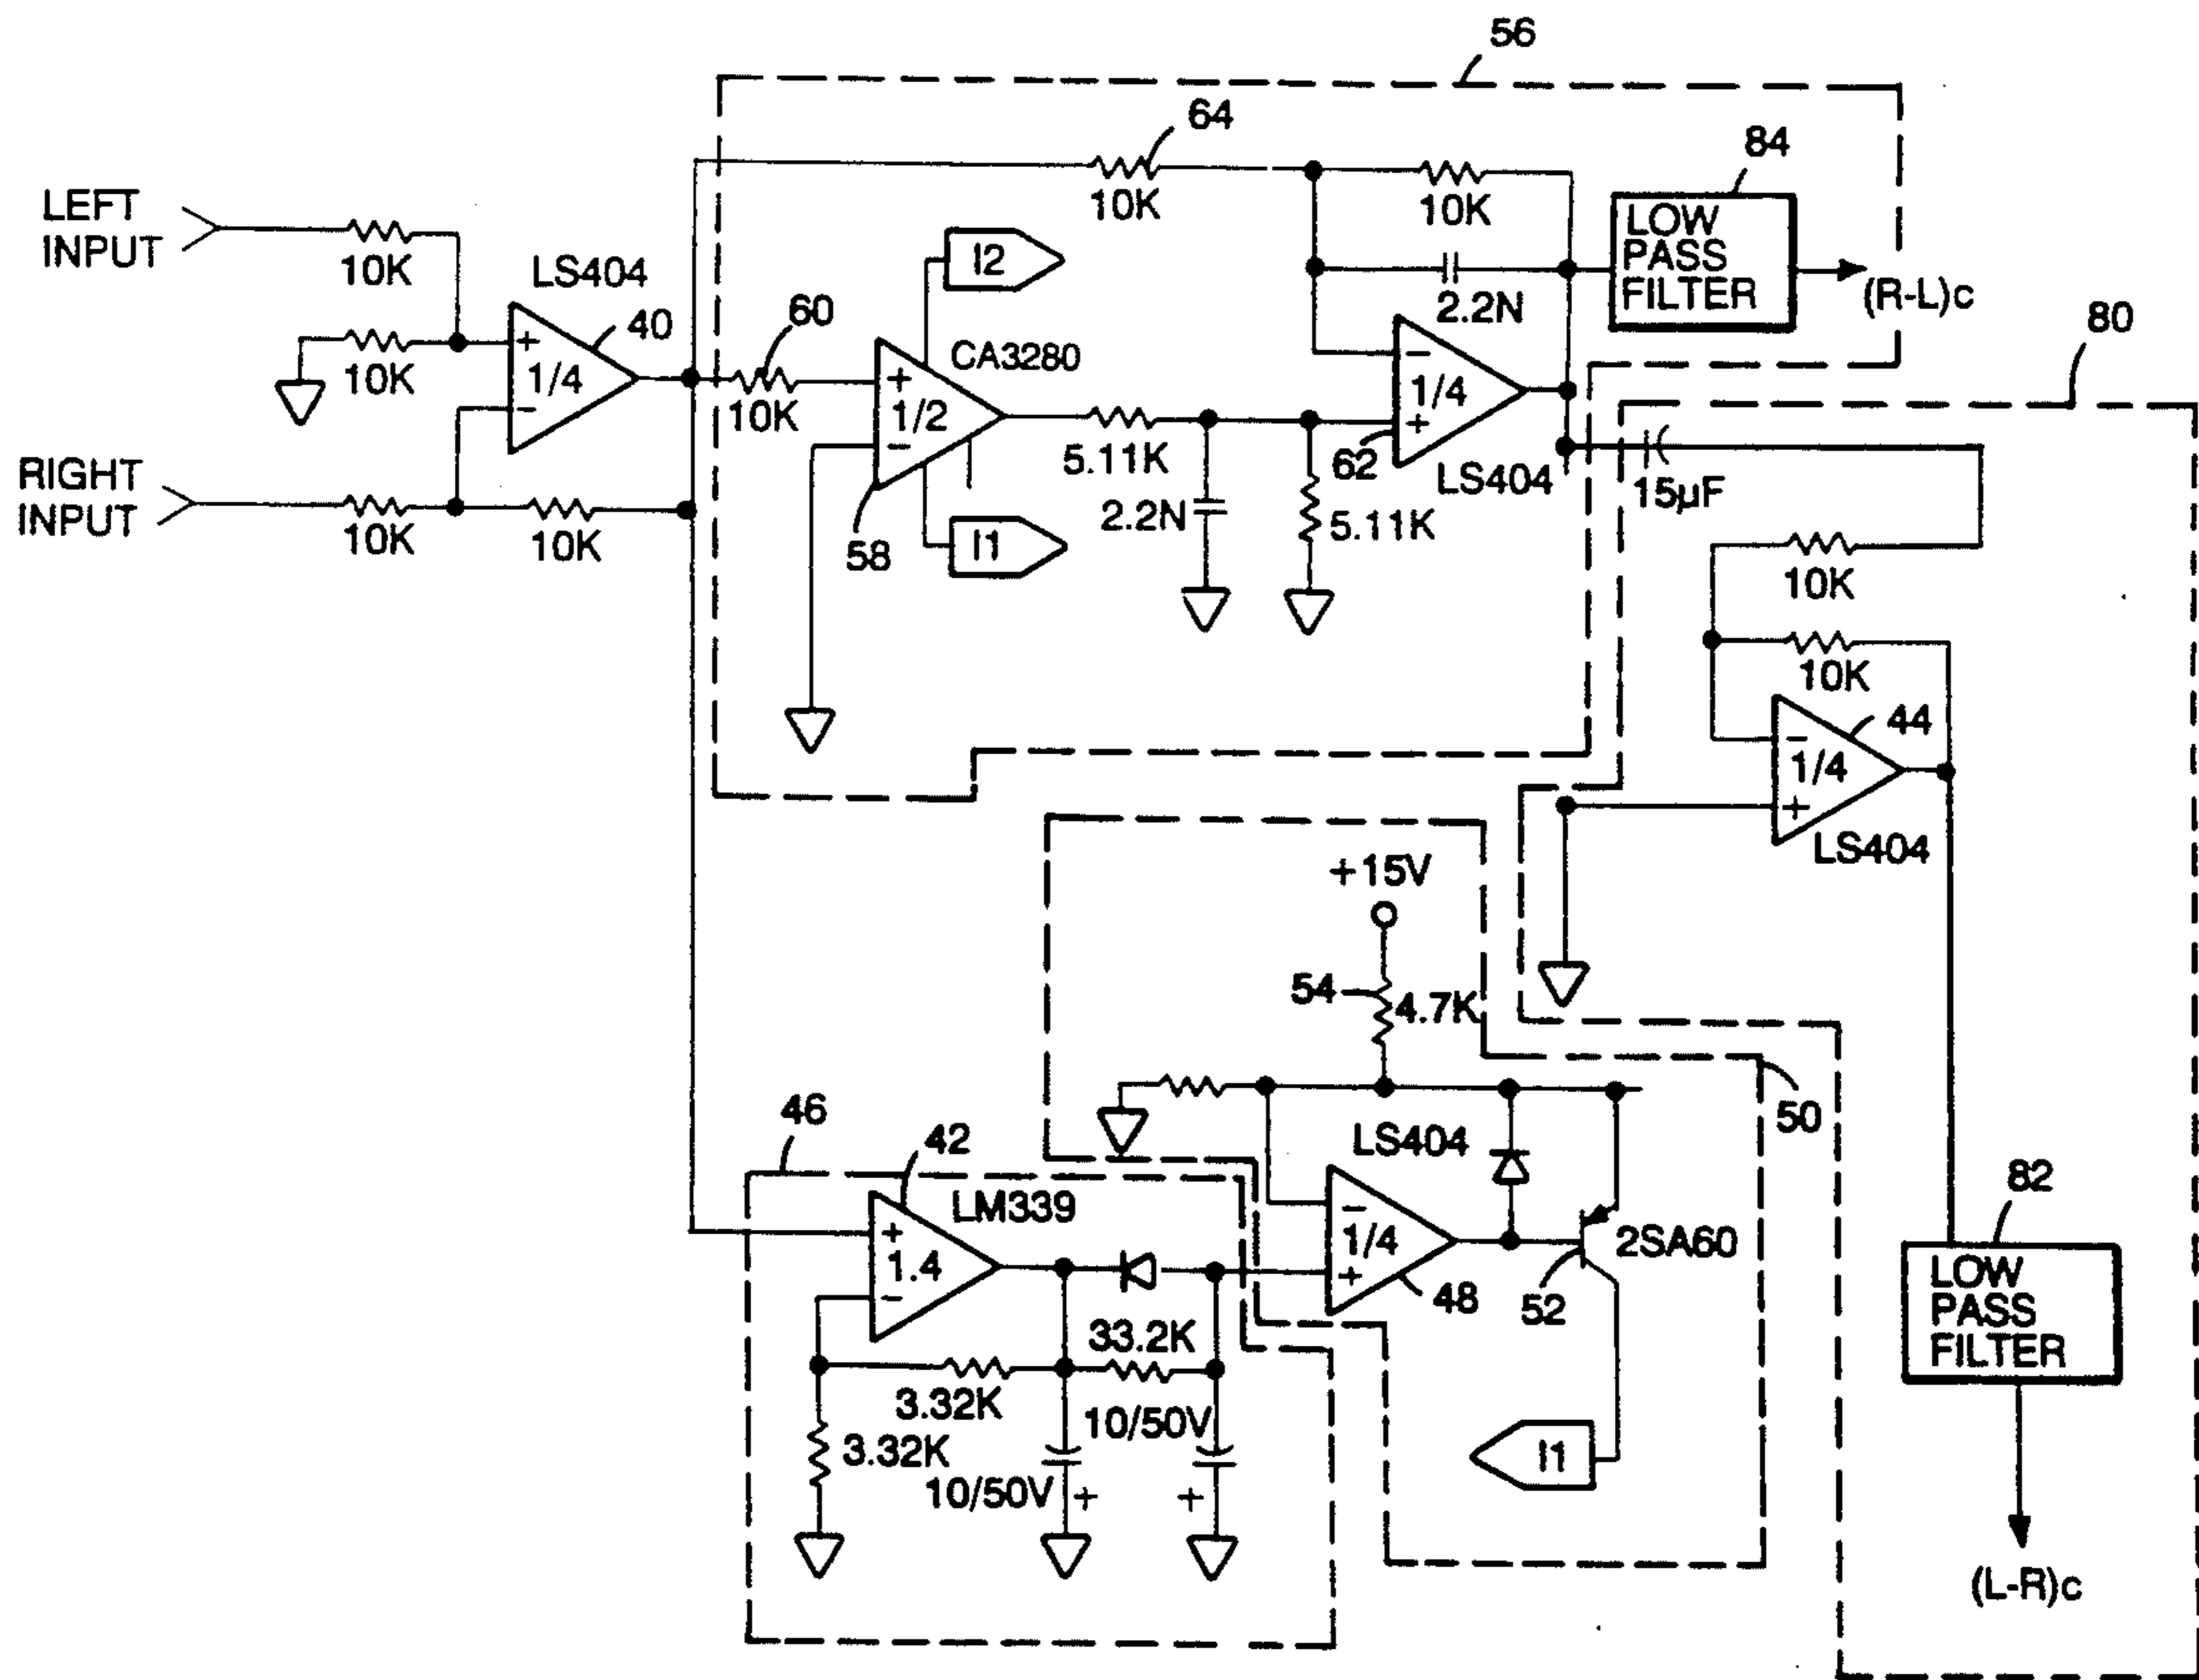 56
64
10K
10K
84
LOW
PASS
FILTER
(R-L)c
80
LEFT
INPUT
10K
LS404
I2
60
2.2N
10K
+
1/4
-
40
10K
CA3280
+
1/2
-
5.11K
-
1/4
+
62
LS404
15µF
RIGHT
INPUT
10K
10K
58
I1
2.2N
5.11K
10K
10K
44
-
1/4
+
LS404
+15V
54
4.7K
50
46
42
LM339
LS404
82
+
1.4
-
-
1/4
+
48
52
2SA60
LOW
PASS
FILTER
33.2K
3.32K
10/50V
3.32K
10/50V
+
+
I1
(L-R)c